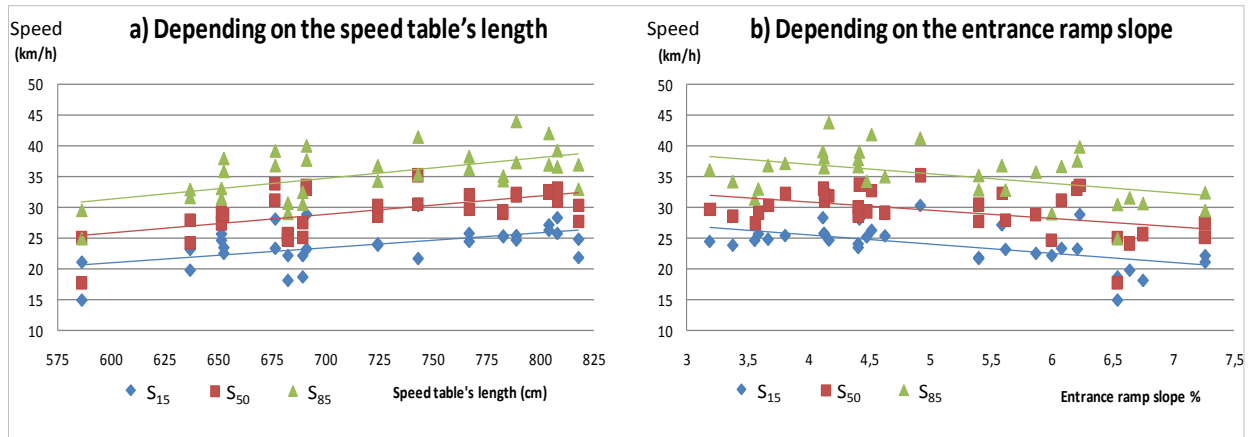 a) Depending on the speed table's length
Speed
(km/h)
50
45
40
35
30
25
20
15
10
575 600 625 650 675 700 725 750 775 800 825
S15 S50 S85 Speed table's length (cm)
b) Depending on the entrance ramp slope
Speed
(km/h)
50
45
40
35
30
25
20
15
10
3 3,5 4 4,5 5 5,5 6 6,5 7 7,5
S15 S50 S85 Entrance ramp slope %